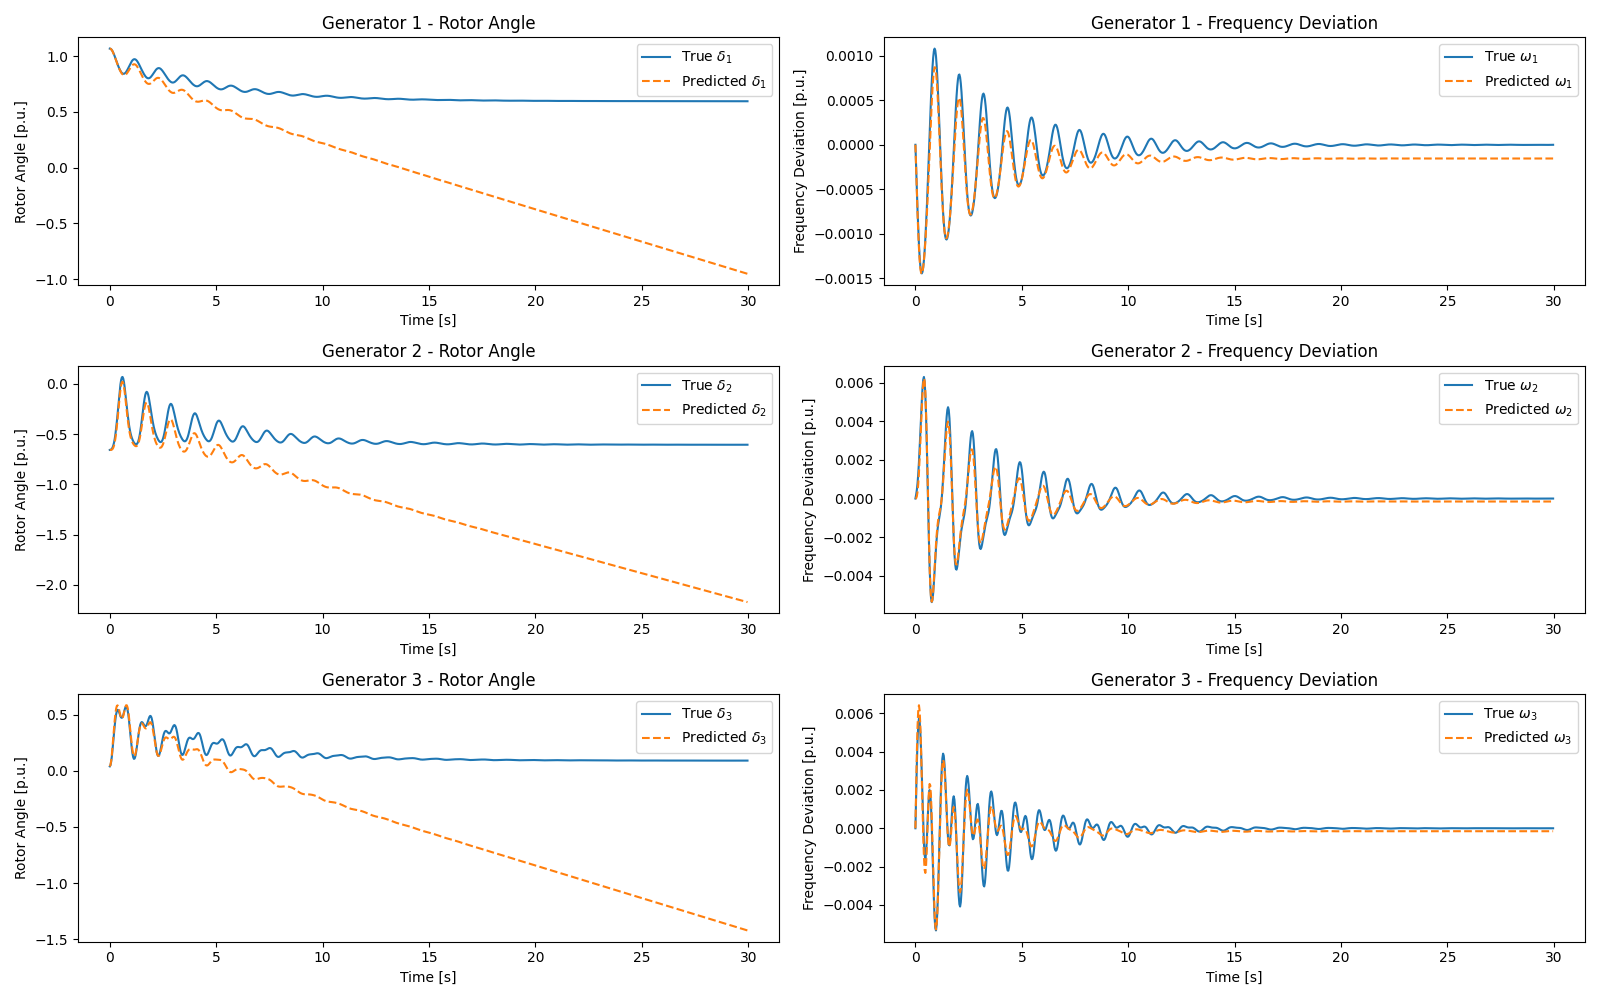 Generator 1 - Rotor Angle
Rotor Angle [p.u.]
1.0
0.5
0.0
−0.5
−1.0
True δ1
Predicted δ1
0 5 10 15 20 25 30
Time [s]
Generator 1 - Frequency Deviation
Frequency Deviation [p.u.]
0.0010
0.0005
0.0000
−0.0005
−0.0010
−0.0015
True ω1
Predicted ω1
0 5 10 15 20 25 30
Time [s]
Generator 2 - Rotor Angle
Rotor Angle [p.u.]
0.0
−0.5
−1.0
−1.5
−2.0
True δ2
Predicted δ2
0 5 10 15 20 25 30
Time [s]
Generator 2 - Frequency Deviation
Frequency Deviation [p.u.]
0.006
0.004
0.002
0.000
−0.002
−0.004
True ω2
Predicted ω2
0 5 10 15 20 25 30
Time [s]
Generator 3 - Rotor Angle
Rotor Angle [p.u.]
0.5
0.0
−0.5
−1.0
−1.5
True δ3
Predicted δ3
0 5 10 15 20 25 30
Time [s]
Generator 3 - Frequency Deviation
Frequency Deviation [p.u.]
0.006
0.004
0.002
0.000
−0.002
−0.004
True ω3
Predicted ω3
0 5 10 15 20 25 30
Time [s]